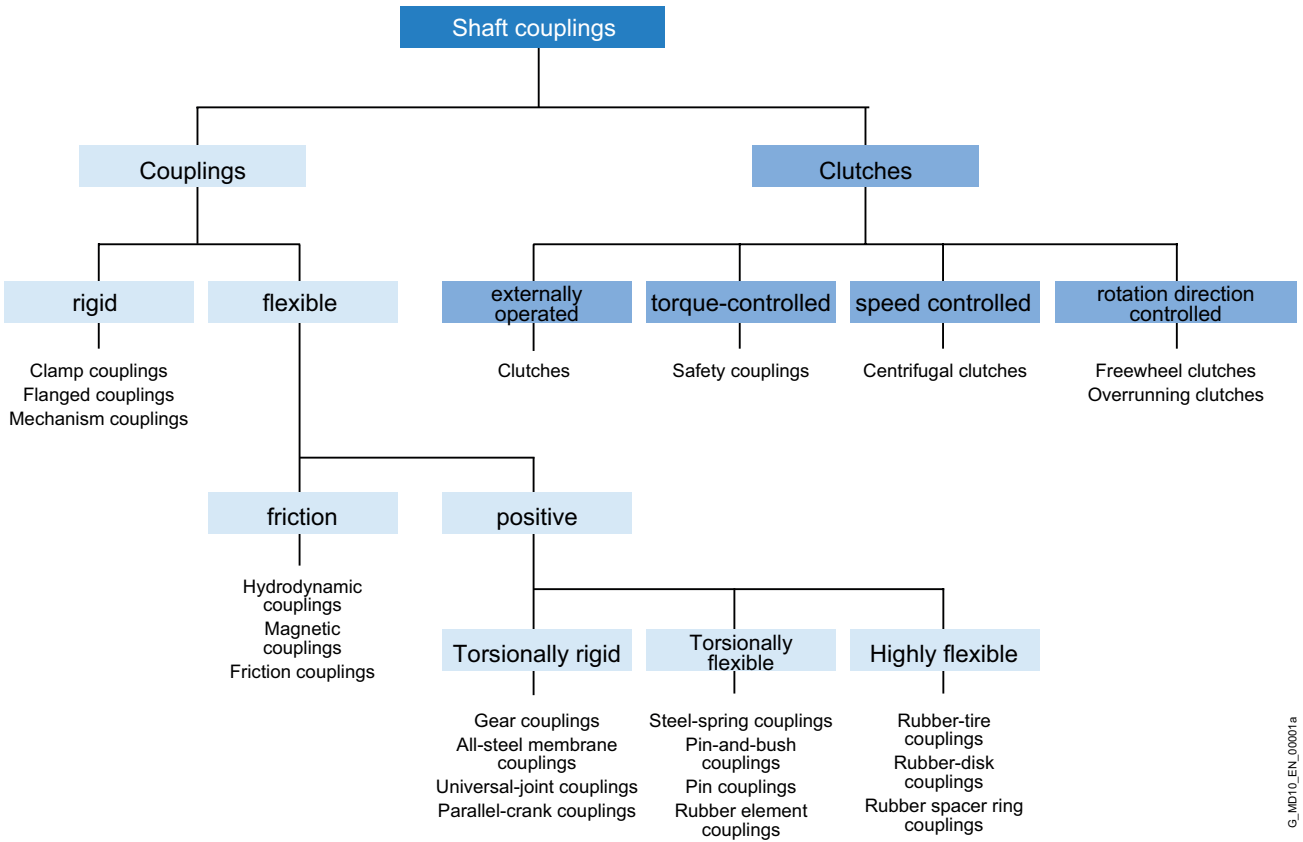 Shaft couplings
Couplings
Clutches
rigid
flexible
externally
operated
torque-controlled
speed controlled
rotation direction
controlled
Clamp couplings
Flanged couplings
Mechanism couplings
Clutches
Safety couplings
Centrifugal clutches
Freewheel clutches
Overrunning clutches
friction
positive
Hydrodynamic
couplings
Magnetic
couplings
Friction couplings
Torsionally rigid
Torsionally
flexible
Highly flexible
Gear couplings
All-steel membrane
couplings
Universal-joint couplings
Parallel-crank couplings
Steel-spring couplings
Pin-and-bush
couplings
Pin couplings
Rubber element
couplings
Rubber-tire
couplings
Rubber-disk
couplings
Rubber spacer ring
couplings
G_MD10_EN_00001a